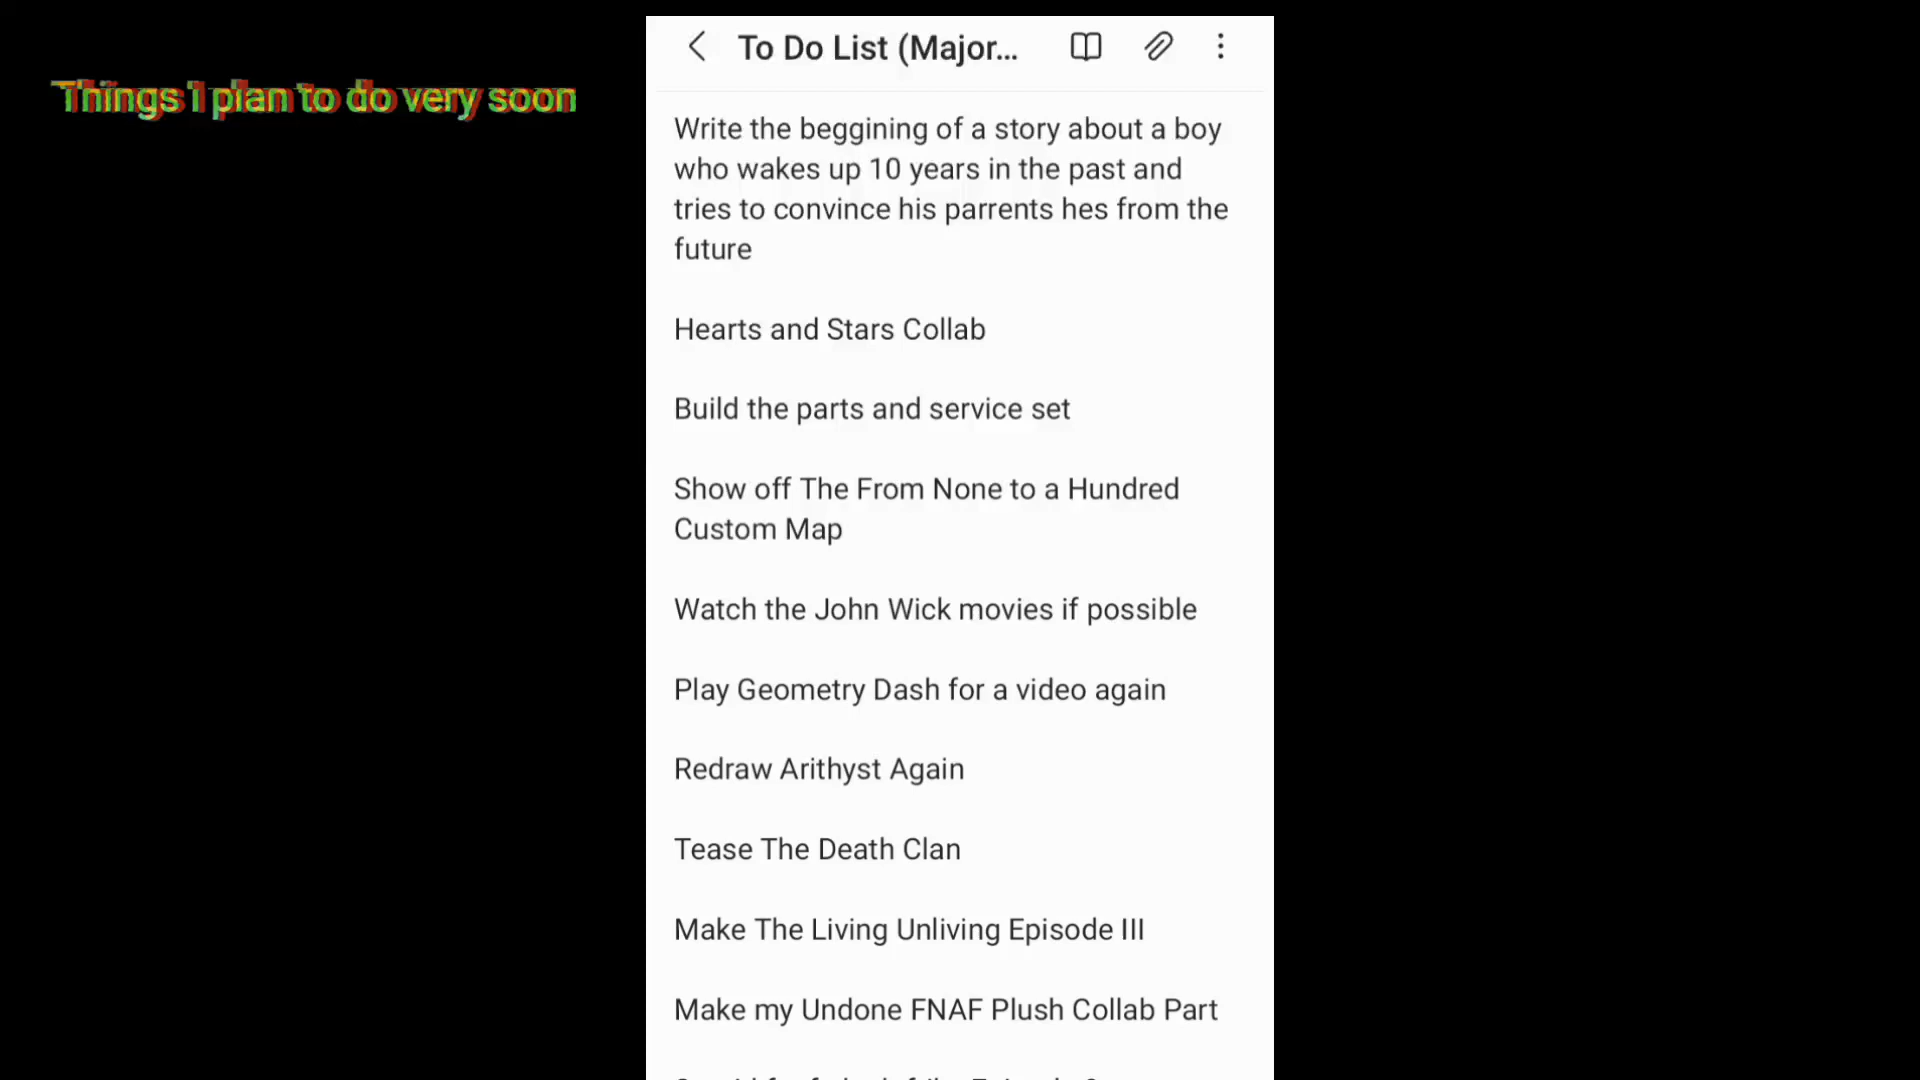 Things I plan to do very soon
To Do List (Major...
Write the beggining of a story about a boy
who wakes up 10 years in the past and
tries to convince his parrents hes from the
future
Hearts and Stars Collab
Build the parts and service set
Show off The From None to a Hundred
Custom Map
Watch the John Wick movies if possible
Play Geometry Dash for a video again
Redraw Arithyst Again
Tease The Death Clan
Make The Living Unliving Episode III
Make my Undone FNAF Plush Collab Part